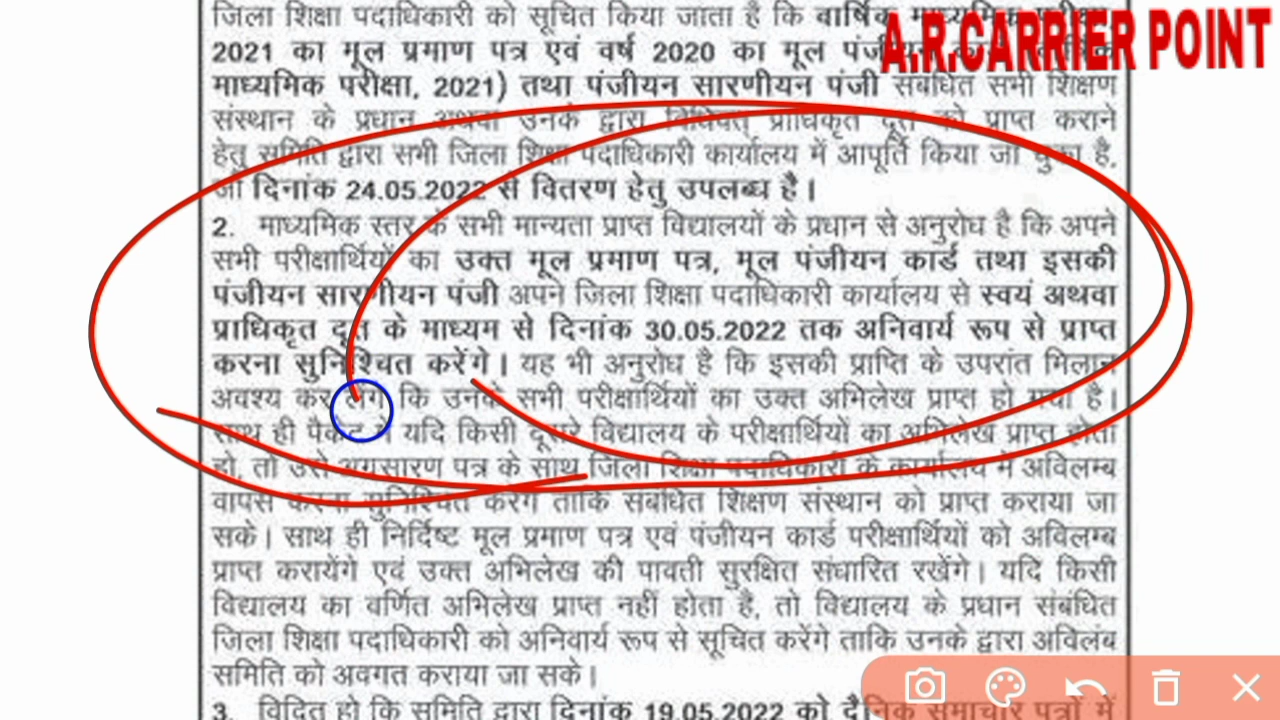 जिला शिक्षा पदाधिकारी को सूचित किया जाता है कि वार्षिक माध्यमिक परीक्षा
A.R.CARRIER POINT
2021 का मूल प्रमाण पत्र एवं वर्ष 2020 का मूल
माध्यमिक परीक्षा, 2021) तथा पंजीयन सारणीयन पंजी संबंधित सभी शिक्षण
संस्थान के प्रधान अथवा उनके द्वारा विधिवत् प्राधिकृत दूत को प्राप्त कराने
हेतु समिति द्वारा सभी जिला शिक्षा पदाधिकारी कार्यालय में आपूर्ति किया जा चुका है,
जो दिनांक 24.05.2022 से वितरण हेतु उपलब्ध है।
2. माध्यमिक स्तर के सभी मान्यता प्राप्त विद्यालयों के प्रधान से अनुरोध है कि अपने
सभी परीक्षार्थियों का उक्त मूल प्रमाण पत्र, मूल पंजीयन कार्ड तथा इसकी
पंजीयन सारणीयन पंजी अपने जिला शिक्षा पदाधिकारी कार्यालय से स्वयं अथवा
प्राधिकृत दूत के माध्यम से दिनांक 30.05.2022 तक अनिवार्य रूप से प्राप्त
करना सुनिश्चित करेंगे। यह भी अनुरोध है कि इसकी प्राप्ति के उपरांत मिलान
अवश्य कर लेंगे कि उनके सभी परीक्षार्थियों का उक्त अभिलेख प्राप्त हो गया है।
साथ ही पैकेट में यदि किसी दूसरे विद्यालय के परीक्षार्थियों का अभिलेख प्राप्त होता
हो, तो उसे अग्रसारण पत्र के साथ जिला शिक्षा पदाधिकारी के कार्यालय में अविलम्ब
वापस करना सुनिश्चित करेंगे ताकि संबंधित शिक्षण संस्थान को प्राप्त कराया जा
सके। साथ ही निर्दिष्ट मूल प्रमाण पत्र एवं पंजीयन कार्ड परीक्षार्थियों को अविलम्ब
प्राप्त करायेंगे एवं उक्त अभिलेख की पावती सुरक्षित संधारित रखेंगे। यदि किसी
विद्यालय का वर्णित अभिलेख प्राप्त नहीं होता है, तो विद्यालय के प्रधान संबंधित
जिला शिक्षा पदाधिकारी को अनिवार्य रूप से सूचित करेंगे ताकि उनके द्वारा अविलंब
समिति को अवगत कराया जा सके।
3. विदित हो कि समिति द्वारा दिनांक 19.05.2022 को दैनिक समाचार पत्रों में